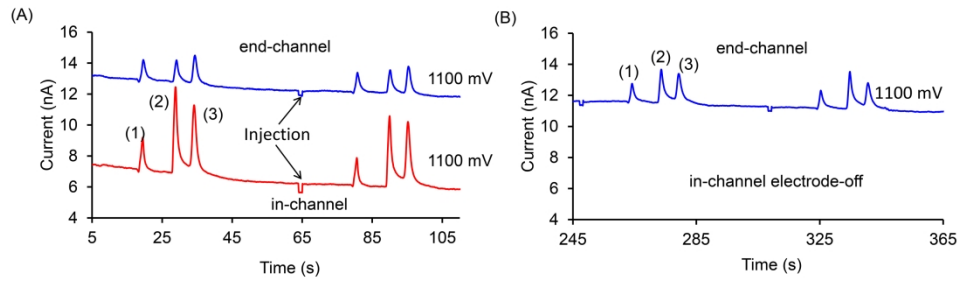 (A)
Current (nA)
16
14
12
10
8
6
4
end-channel
1100 mV
(2)
(1)
(3)
Injection
1100 mV
in-channel
5
25
45
65
85
105
Time (s)
(B)
Current (nA)
16
14
12
10
8
6
4
end-channel
(1)
(2)
(3)
1100 mV
in-channel electrode-off
245
285
325
365
Time (s)